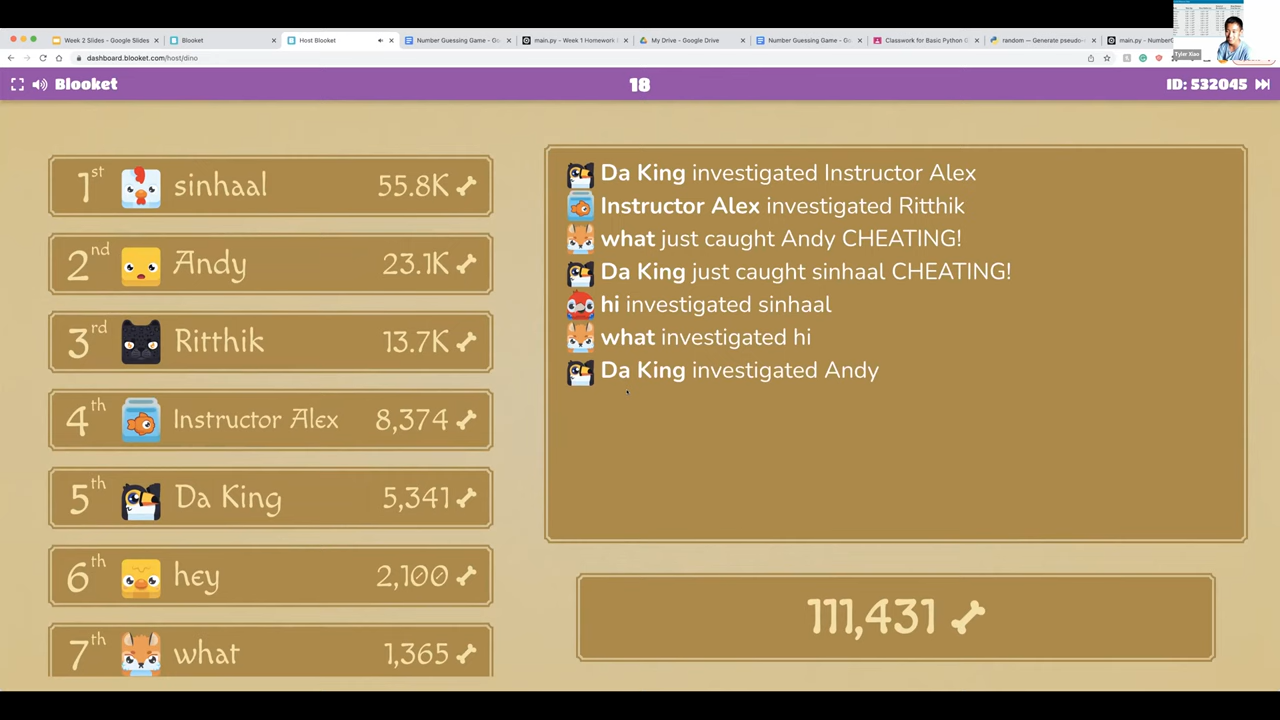 Week 2 Slides - Google Slides
Blooket
Host Blooket
Number Guessing Game - Go
main.py - Week 1 Homework
My Drive - Google Drive
Number Guessing Game - Go
Classwork for Basic Python G
random — Generate pseudo-
main.py - Number
dashboard.blooket.com/host/dino
Tyler Xiao
Blooket
18
ID: 532045
1st sinhaal 55.8K
2nd Andy 23.1K
3rd Ritthik 13.7K
4th Instructor Alex 8,374
5th Da King 5,341
6th hey 2,100
7th what 1,365
Da King investigated Instructor Alex
Instructor Alex investigated Ritthik
what just caught Andy CHEATING!
Da King just caught sinhaal CHEATING!
hi investigated sinhaal
what investigated hi
Da King investigated Andy
111,431